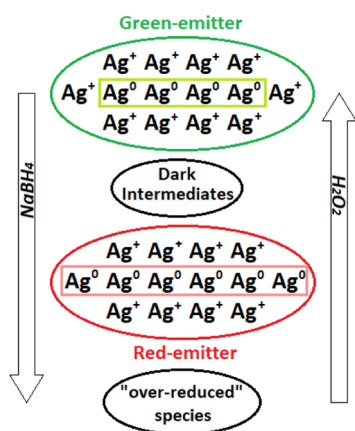 Green-emitter
Ag⁺ Ag⁺ Ag⁺ Ag⁺
Ag⁺ Ag⁰ Ag⁰ Ag⁰ Ag⁰ Ag⁺
Ag⁺ Ag⁺ Ag⁺ Ag⁺
NaBH₄
H₂O₂
Dark
Intermediates
Ag⁺ Ag⁺ Ag⁺ Ag⁺
Ag⁰ Ag⁰ Ag⁰ Ag⁰ Ag⁰ Ag⁰
Ag⁺ Ag⁺ Ag⁺ Ag⁺
Red-emitter
"over-reduced"
species